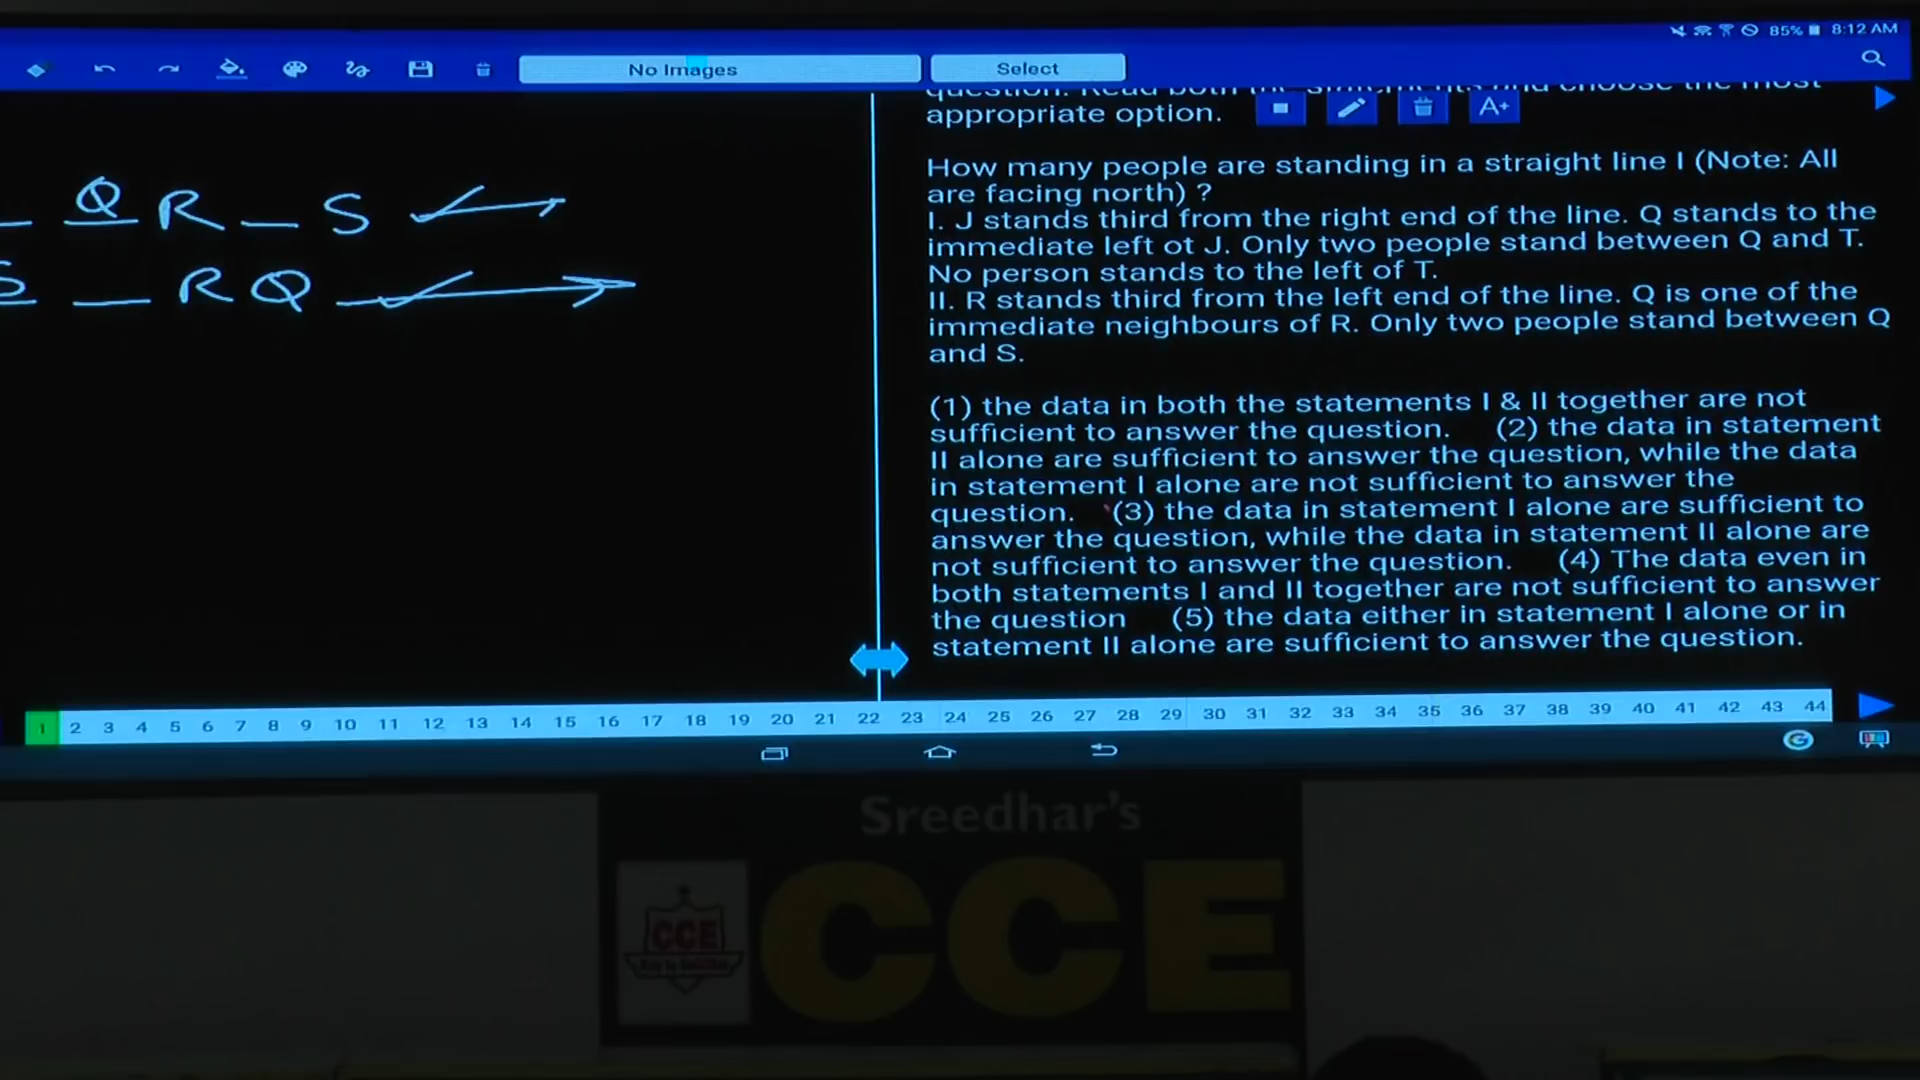 85% 8:12 AM
No Images
Select
appropriate option.
A+
How many people are standing in a straight line I (Note: All
are facing north) ?
I. J stands third from the right end of the line. Q stands to the
immediate left ot J. Only two people stand between Q and T.
No person stands to the left of T.
II. R stands third from the left end of the line. Q is one of the
immediate neighbours of R. Only two people stand between Q
and S.
(1) the data in both the statements I & II together are not
sufficient to answer the question. (2) the data in statement
II alone are sufficient to answer the question, while the data
in statement I alone are not sufficient to answer the
question. (3) the data in statement I alone are sufficient to
answer the question, while the data in statement II alone are
not sufficient to answer the question. (4) The data even in
both statements I and II together are not sufficient to answer
the question (5) the data either in statement I alone or in
statement II alone are sufficient to answer the question.
Q R _ S
_ R Q
1 2 3 4 5 6 7 8 9 10 11 12 13 14 15 16 17 18 19 20 21 22 23 24 25 26 27 28 29 30 31 32 33 34 35 36 37 38 39 40 41 42 43 44
G
Sreedhar's
CCE
CCE